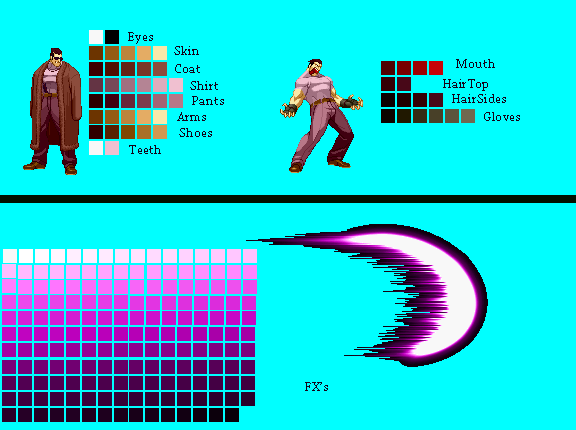 Eyes
Skin
Coat
Shirt
Pants
Arms
Shoes
Teeth
Mouth
HairTop
HairSides
Gloves
FX's